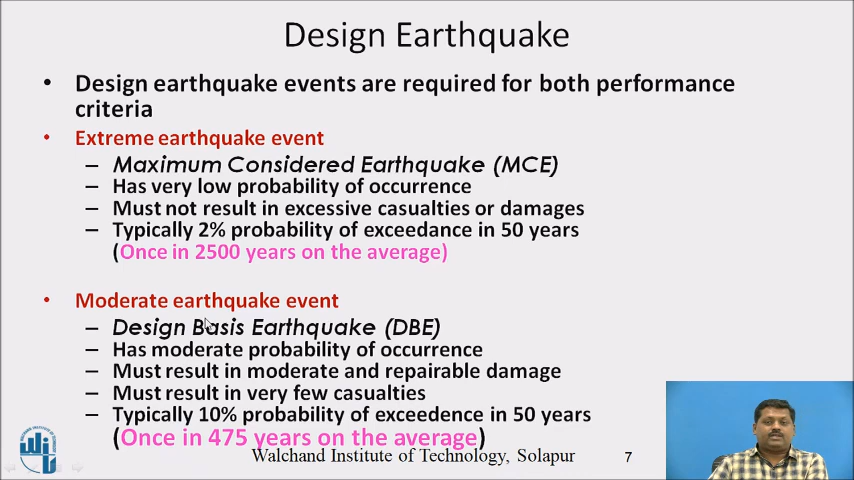 Design Earthquake
• Design earthquake events are required for both performance
criteria
• Extreme earthquake event
– Maximum Considered Earthquake (MCE)
– Has very low probability of occurrence
– Must not result in excessive casualties or damages
– Typically 2% probability of exceedance in 50 years
(Once in 2500 years on the average)
• Moderate earthquake event
– Design Basis Earthquake (DBE)
– Has moderate probability of occurrence
– Must result in moderate and repairable damage
– Must result in very few casualties
– Typically 10% probability of exceedence in 50 years
(Once in 475 years on the average)
Walchand Institute of Technology, Solapur
7